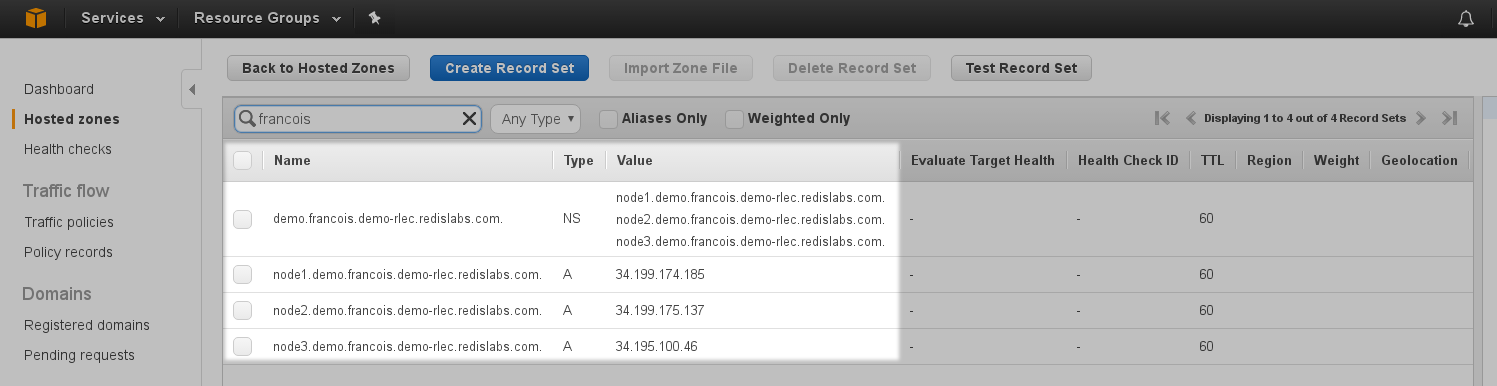 Services Resource Groups
Back to Hosted Zones Create Record Set Import Zone File Delete Record Set Test Record Set
Dashboard
Hosted zones
Health checks
Traffic flow
Traffic policies
Policy records
Domains
Registered domains
Pending requests
francois Any Type Aliases Only Weighted Only Displaying 1 to 4 out of 4 Record Sets
Name Type Value Evaluate Target Health Health Check ID TTL Region Weight Geolocation
demo.francois.demo-rlec.redislabs.com. NS node1.demo.francois.demo-rlec.redislabs.com. - - 60
node2.demo.francois.demo-rlec.redislabs.com.
node3.demo.francois.demo-rlec.redislabs.com.
node1.demo.francois.demo-rlec.redislabs.com. A 34.199.174.185 - - 60
node2.demo.francois.demo-rlec.redislabs.com. A 34.199.175.137 - - 60
node3.demo.francois.demo-rlec.redislabs.com. A 34.195.100.46 - - 60